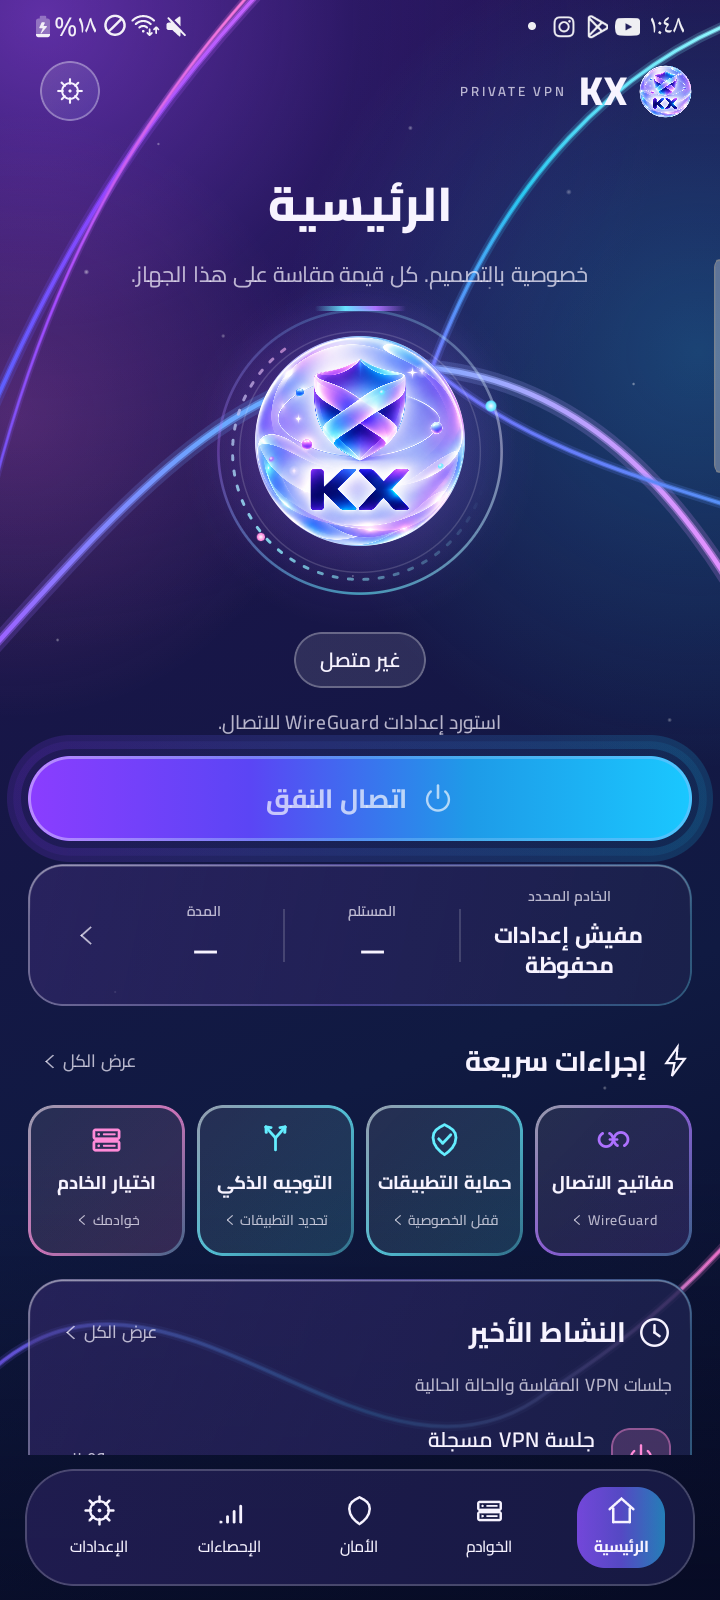 ١:٤٨
%١٨
KX
PRIVATE VPN
KX
الرئيسية
خصوصية بالتصميم. كل قيمة مقاسة على هذا الجهاز.
KX
غير متصل
استورد إعدادات WireGuard للاتصال.
اتصال النفق
الخادم المحدد
مفيش إعدادات
محفوظة
المستلم
—
المدة
—
إجراءات سريعة
عرض الكل
مفاتيح الاتصال
WireGuard
حماية التطبيقات
قفل الخصوصية
التوجيه الذكي
تحديد التطبيقات
اختيار الخادم
خوادمك
النشاط الأخير
عرض الكل
جلسات VPN المقاسة والحالة الحالية
جلسة VPN مسجلة
الرئيسية
الخوادم
الأمان
الإحصاءات
الإعدادات